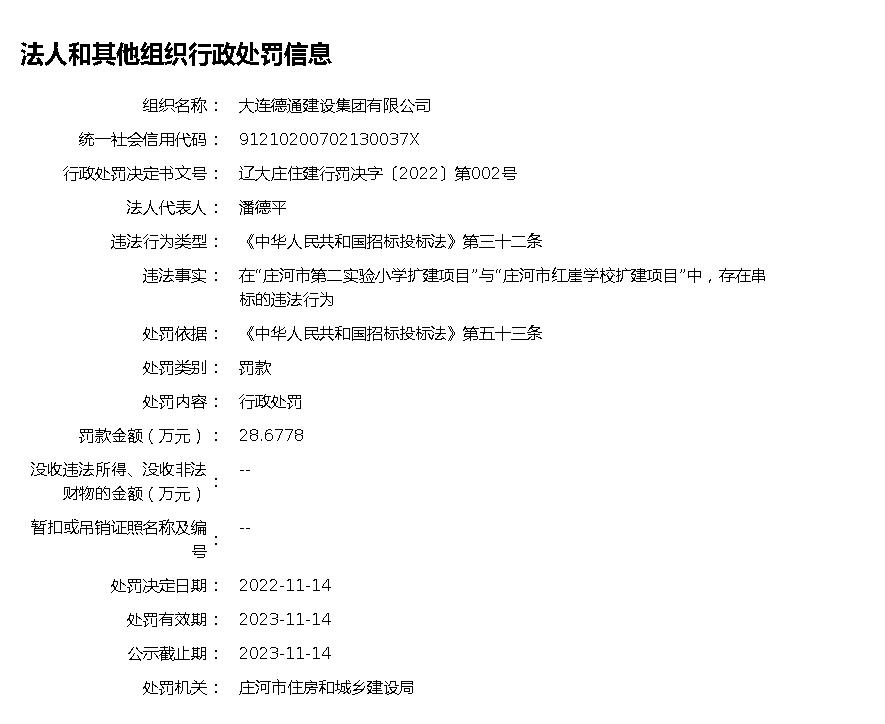 法人和其他组织行政处罚信息
组织名称： 大连德通建设集团有限公司
统一社会信用代码： 91210200702130037X
行政处罚决定书文号： 辽大庄住建行罚决字〔2022〕第002号
法人代表人： 潘德平
违法行为类型： 《中华人民共和国招标投标法》第三十二条
违法事实： 在“庄河市第二实验小学扩建项目”与“庄河市红崖学校扩建项目”中，存在串
标的违法行为
处罚依据： 《中华人民共和国招标投标法》第五十三条
处罚类别： 罚款
处罚内容： 行政处罚
罚款金额（万元）： 28.6778
没收违法所得、没收非法
财物的金额（万元）： --
暂扣或吊销证照名称及编
号： --
处罚决定日期： 2022-11-14
处罚有效期： 2023-11-14
公示截止期： 2023-11-14
处罚机关： 庄河市住房和城乡建设局